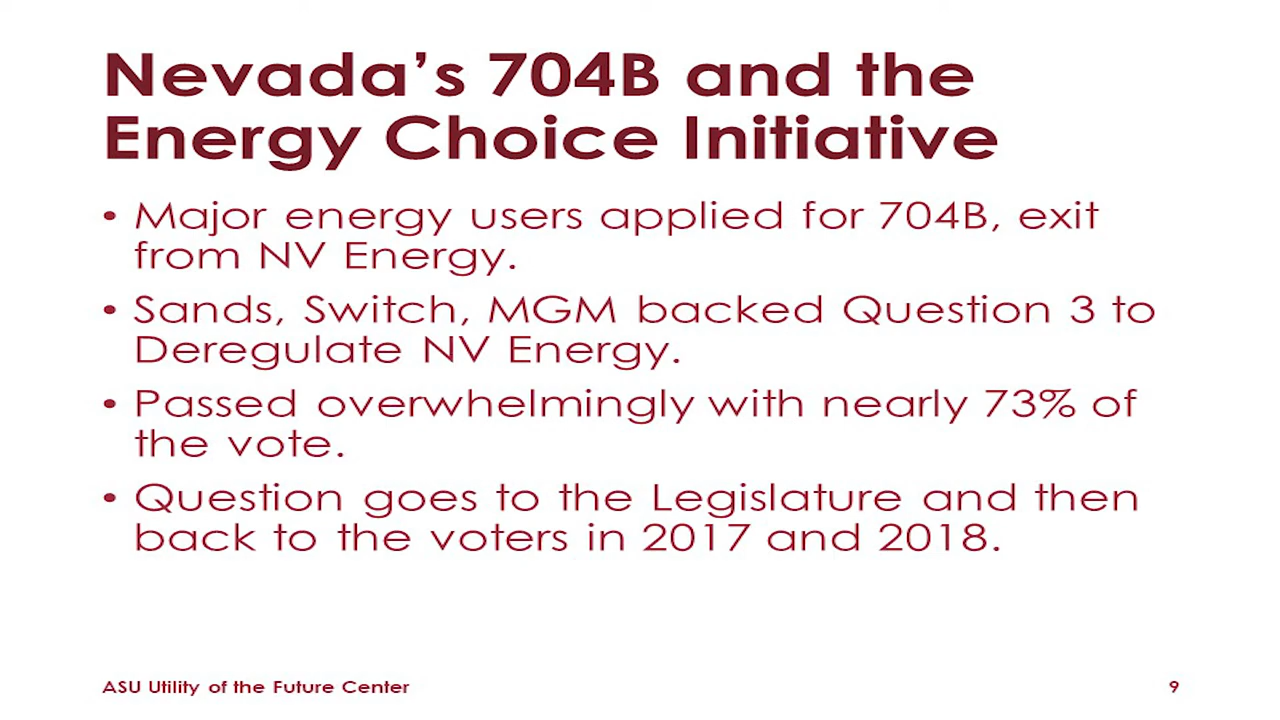 Nevada's 704B and the
Energy Choice Initiative
• Major energy users applied for 704B, exit
from NV Energy.
• Sands, Switch, MGM backed Question 3 to
Deregulate NV Energy.
• Passed overwhelmingly with nearly 73% of
the vote.
• Question goes to the Legislature and then
back to the voters in 2017 and 2018.
ASU Utility of the Future Center
9